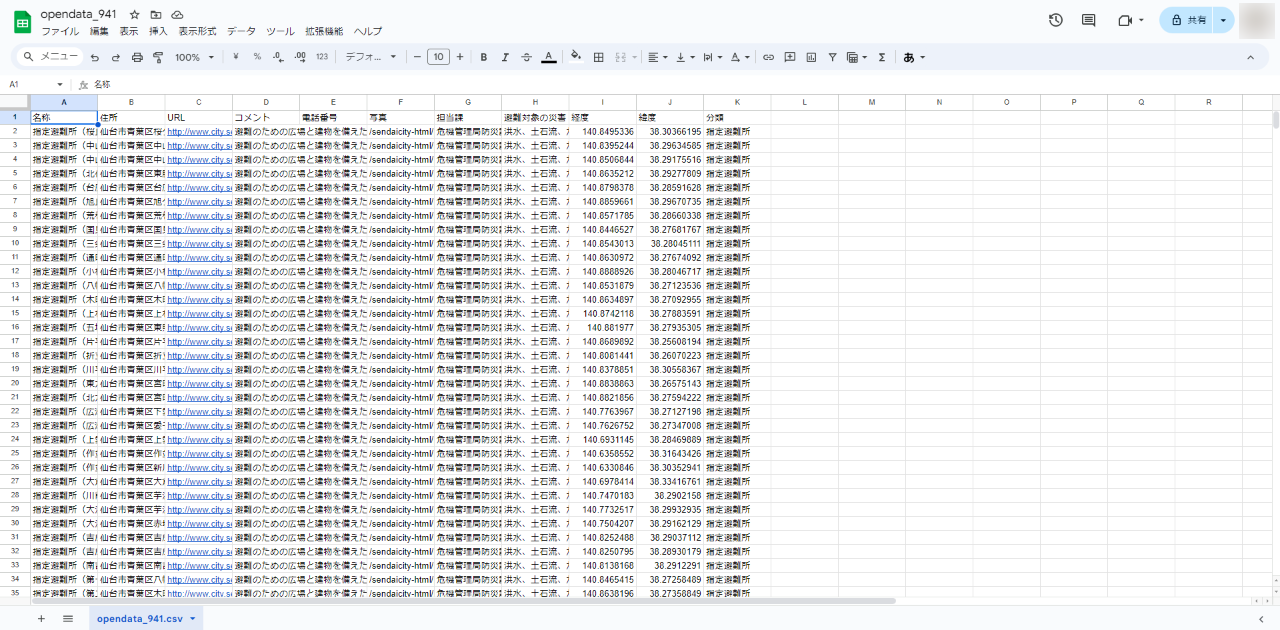 opendata_941
ファイル 編集 表示 挿入 表示形式 データ ツール 拡張機能 ヘルプ
共有
メニュー 100% ¥ % .0 .00 123 デフォ... 10 B I A Σ あ
A1 fx 名称
A B C D E F G H I J K L M N O P Q R
1 名称 住所 URL コメント 電話番号 写真 担当課 避難対象の災害 経度 緯度 分類
2 指定避難所（桜 仙台市青葉区桜 http://www.city.se 避難のための広場と建物を備えた /sendaicity-html/ 危機管理局防災 洪水、土石流、 140.8495336 38.30366195 指定避難所
3 指定避難所（中 仙台市青葉区中 http://www.city.se 避難のための広場と建物を備えた /sendaicity-html/ 危機管理局防災 洪水、土石流、 140.8395244 38.29634585 指定避難所
4 指定避難所（中 仙台市青葉区中 http://www.city.se 避難のための広場と建物を備えた /sendaicity-html/ 危機管理局防災 洪水、土石流、 140.8506844 38.29175516 指定避難所
5 指定避難所（北 仙台市青葉区東 http://www.city.se 避難のための広場と建物を備えた /sendaicity-html/ 危機管理局防災 洪水、土石流、 140.8635212 38.29277809 指定避難所
6 指定避難所（台 仙台市青葉区台 http://www.city.se 避難のための広場と建物を備えた /sendaicity-html/ 危機管理局防災 洪水、土石流、 140.8798378 38.28591628 指定避難所
7 指定避難所（旭 仙台市青葉区旭 http://www.city.se 避難のための広場と建物を備えた /sendaicity-html/ 危機管理局防災 洪水、土石流、 140.8859661 38.29670735 指定避難所
8 指定避難所（荒 仙台市青葉区荒 http://www.city.se 避難のための広場と建物を備えた /sendaicity-html/ 危機管理局防災 洪水、土石流、 140.8571785 38.28660338 指定避難所
9 指定避難所（国 仙台市青葉区国 http://www.city.se 避難のための広場と建物を備えた /sendaicity-html/ 危機管理局防災 洪水、土石流、 140.8446527 38.27681767 指定避難所
10 指定避難所（三 仙台市青葉区三 http://www.city.se 避難のための広場と建物を備えた /sendaicity-html/ 危機管理局防災 洪水、土石流、 140.8543013 38.28045111 指定避難所
11 指定避難所（通 仙台市青葉区通 http://www.city.se 避難のための広場と建物を備えた /sendaicity-html/ 危機管理局防災 洪水、土石流、 140.8630972 38.27674092 指定避難所
12 指定避難所（小 仙台市青葉区小 http://www.city.se 避難のための広場と建物を備えた /sendaicity-html/ 危機管理局防災 洪水、土石流、 140.8888926 38.28046717 指定避難所
13 指定避難所（八 仙台市青葉区八 http://www.city.se 避難のための広場と建物を備えた /sendaicity-html/ 危機管理局防災 洪水、土石流、 140.8531879 38.27123536 指定避難所
14 指定避難所（木 仙台市青葉区木 http://www.city.se 避難のための広場と建物を備えた /sendaicity-html/ 危機管理局防災 洪水、土石流、 140.8634897 38.27092955 指定避難所
15 指定避難所（上 仙台市青葉区上 http://www.city.se 避難のための広場と建物を備えた /sendaicity-html/ 危機管理局防災 洪水、土石流、 140.8742118 38.27883591 指定避難所
16 指定避難所（五 仙台市青葉区東 http://www.city.se 避難のための広場と建物を備えた /sendaicity-html/ 危機管理局防災 洪水、土石流、 140.881977 38.27935305 指定避難所
17 指定避難所（片 仙台市青葉区片 http://www.city.se 避難のための広場と建物を備えた /sendaicity-html/ 危機管理局防災 洪水、土石流、 140.8689892 38.25608194 指定避難所
18 指定避難所（折 仙台市青葉区折 http://www.city.se 避難のための広場と建物を備えた /sendaicity-html/ 危機管理局防災 洪水、土石流、 140.8081441 38.26070223 指定避難所
19 指定避難所（川 仙台市青葉区川 http://www.city.se 避難のための広場と建物を備えた /sendaicity-html/ 危機管理局防災 洪水、土石流、 140.8378851 38.30558367 指定避難所
20 指定避難所（東 仙台市青葉区宮 http://www.city.se 避難のための広場と建物を備えた /sendaicity-html/ 危機管理局防災 洪水、土石流、 140.8838863 38.26575143 指定避難所
21 指定避難所（北 仙台市青葉区宮 http://www.city.se 避難のための広場と建物を備えた /sendaicity-html/ 危機管理局防災 洪水、土石流、 140.8821856 38.27594222 指定避難所
22 指定避難所（広 仙台市青葉区下 http://www.city.se 避難のための広場と建物を備えた /sendaicity-html/ 危機管理局防災 洪水、土石流、 140.7763967 38.27127198 指定避難所
23 指定避難所（広 仙台市青葉区愛 http://www.city.se 避難のための広場と建物を備えた /sendaicity-html/ 危機管理局防災 洪水、土石流、 140.7626752 38.27347008 指定避難所
24 指定避難所（上 仙台市青葉区上 http://www.city.se 避難のための広場と建物を備えた /sendaicity-html/ 危機管理局防災 洪水、土石流、 140.6931145 38.28469889 指定避難所
25 指定避難所（作 仙台市青葉区作 http://www.city.se 避難のための広場と建物を備えた /sendaicity-html/ 危機管理局防災 洪水、土石流、 140.6358552 38.31643426 指定避難所
26 指定避難所（作 仙台市青葉区新 http://www.city.se 避難のための広場と建物を備えた /sendaicity-html/ 危機管理局防災 洪水、土石流、 140.6330846 38.30352941 指定避難所
27 指定避難所（大 仙台市青葉区大 http://www.city.se 避難のための広場と建物を備えた /sendaicity-html/ 危機管理局防災 洪水、土石流、 140.6978414 38.33416761 指定避難所
28 指定避難所（川 仙台市青葉区芋 http://www.city.se 避難のための広場と建物を備えた /sendaicity-html/ 危機管理局防災 洪水、土石流、 140.7470183 38.2902158 指定避難所
29 指定避難所（大 仙台市青葉区芋 http://www.city.se 避難のための広場と建物を備えた /sendaicity-html/ 危機管理局防災 洪水、土石流、 140.7732517 38.29932935 指定避難所
30 指定避難所（大 仙台市青葉区赤 http://www.city.se 避難のための広場と建物を備えた /sendaicity-html/ 危機管理局防災 洪水、土石流、 140.7504207 38.29162129 指定避難所
31 指定避難所（吉 仙台市青葉区吉 http://www.city.se 避難のための広場と建物を備えた /sendaicity-html/ 危機管理局防災 洪水、土石流、 140.8252488 38.29037112 指定避難所
32 指定避難所（吉 仙台市青葉区吉 http://www.city.se 避難のための広場と建物を備えた /sendaicity-html/ 危機管理局防災 洪水、土石流、 140.8250795 38.28930179 指定避難所
33 指定避難所（南 仙台市青葉区南 http://www.city.se 避難のための広場と建物を備えた /sendaicity-html/ 危機管理局防災 洪水、土石流、 140.8138168 38.2912291 指定避難所
34 指定避難所（第 仙台市青葉区八 http://www.city.se 避難のための広場と建物を備えた /sendaicity-html/ 危機管理局防災 洪水、土石流、 140.8465415 38.27258489 指定避難所
35 指定避難所（第 仙台市青葉区木 http://www.city.se 避難のための広場と建物を備えた /sendaicity-html/ 危機管理局防災 洪水、土石流、 140.8638196 38.27358849 指定避難所
opendata_941.csv